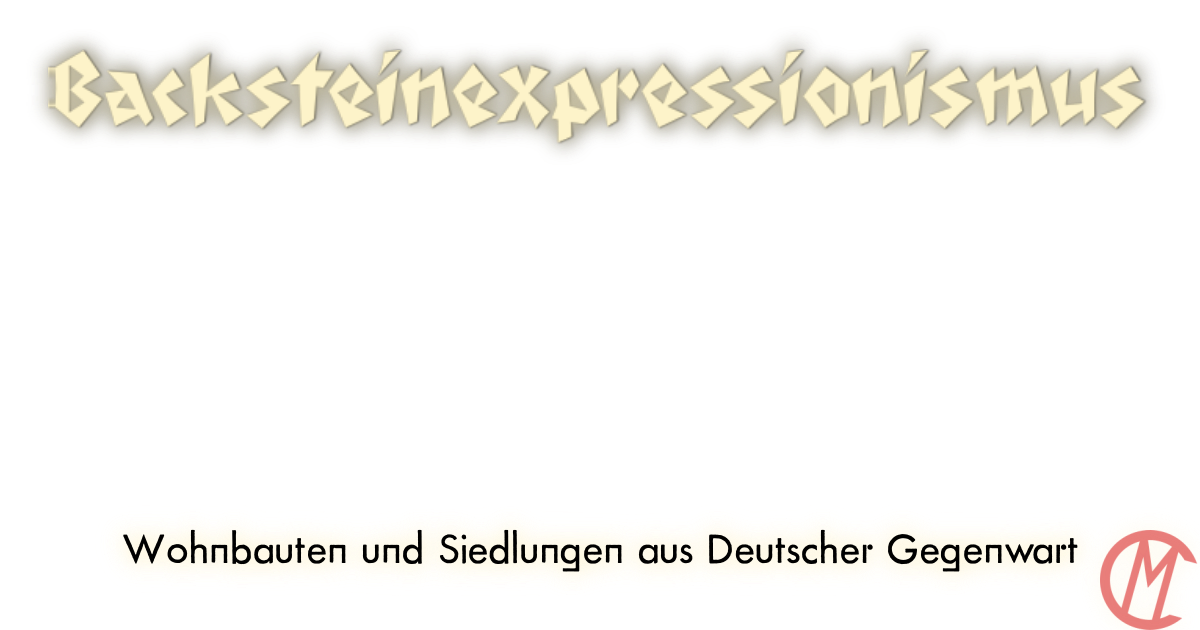 Backsteinexpressionismus
Wohnbauten und Siedlungen aus Deutscher Gegenwart